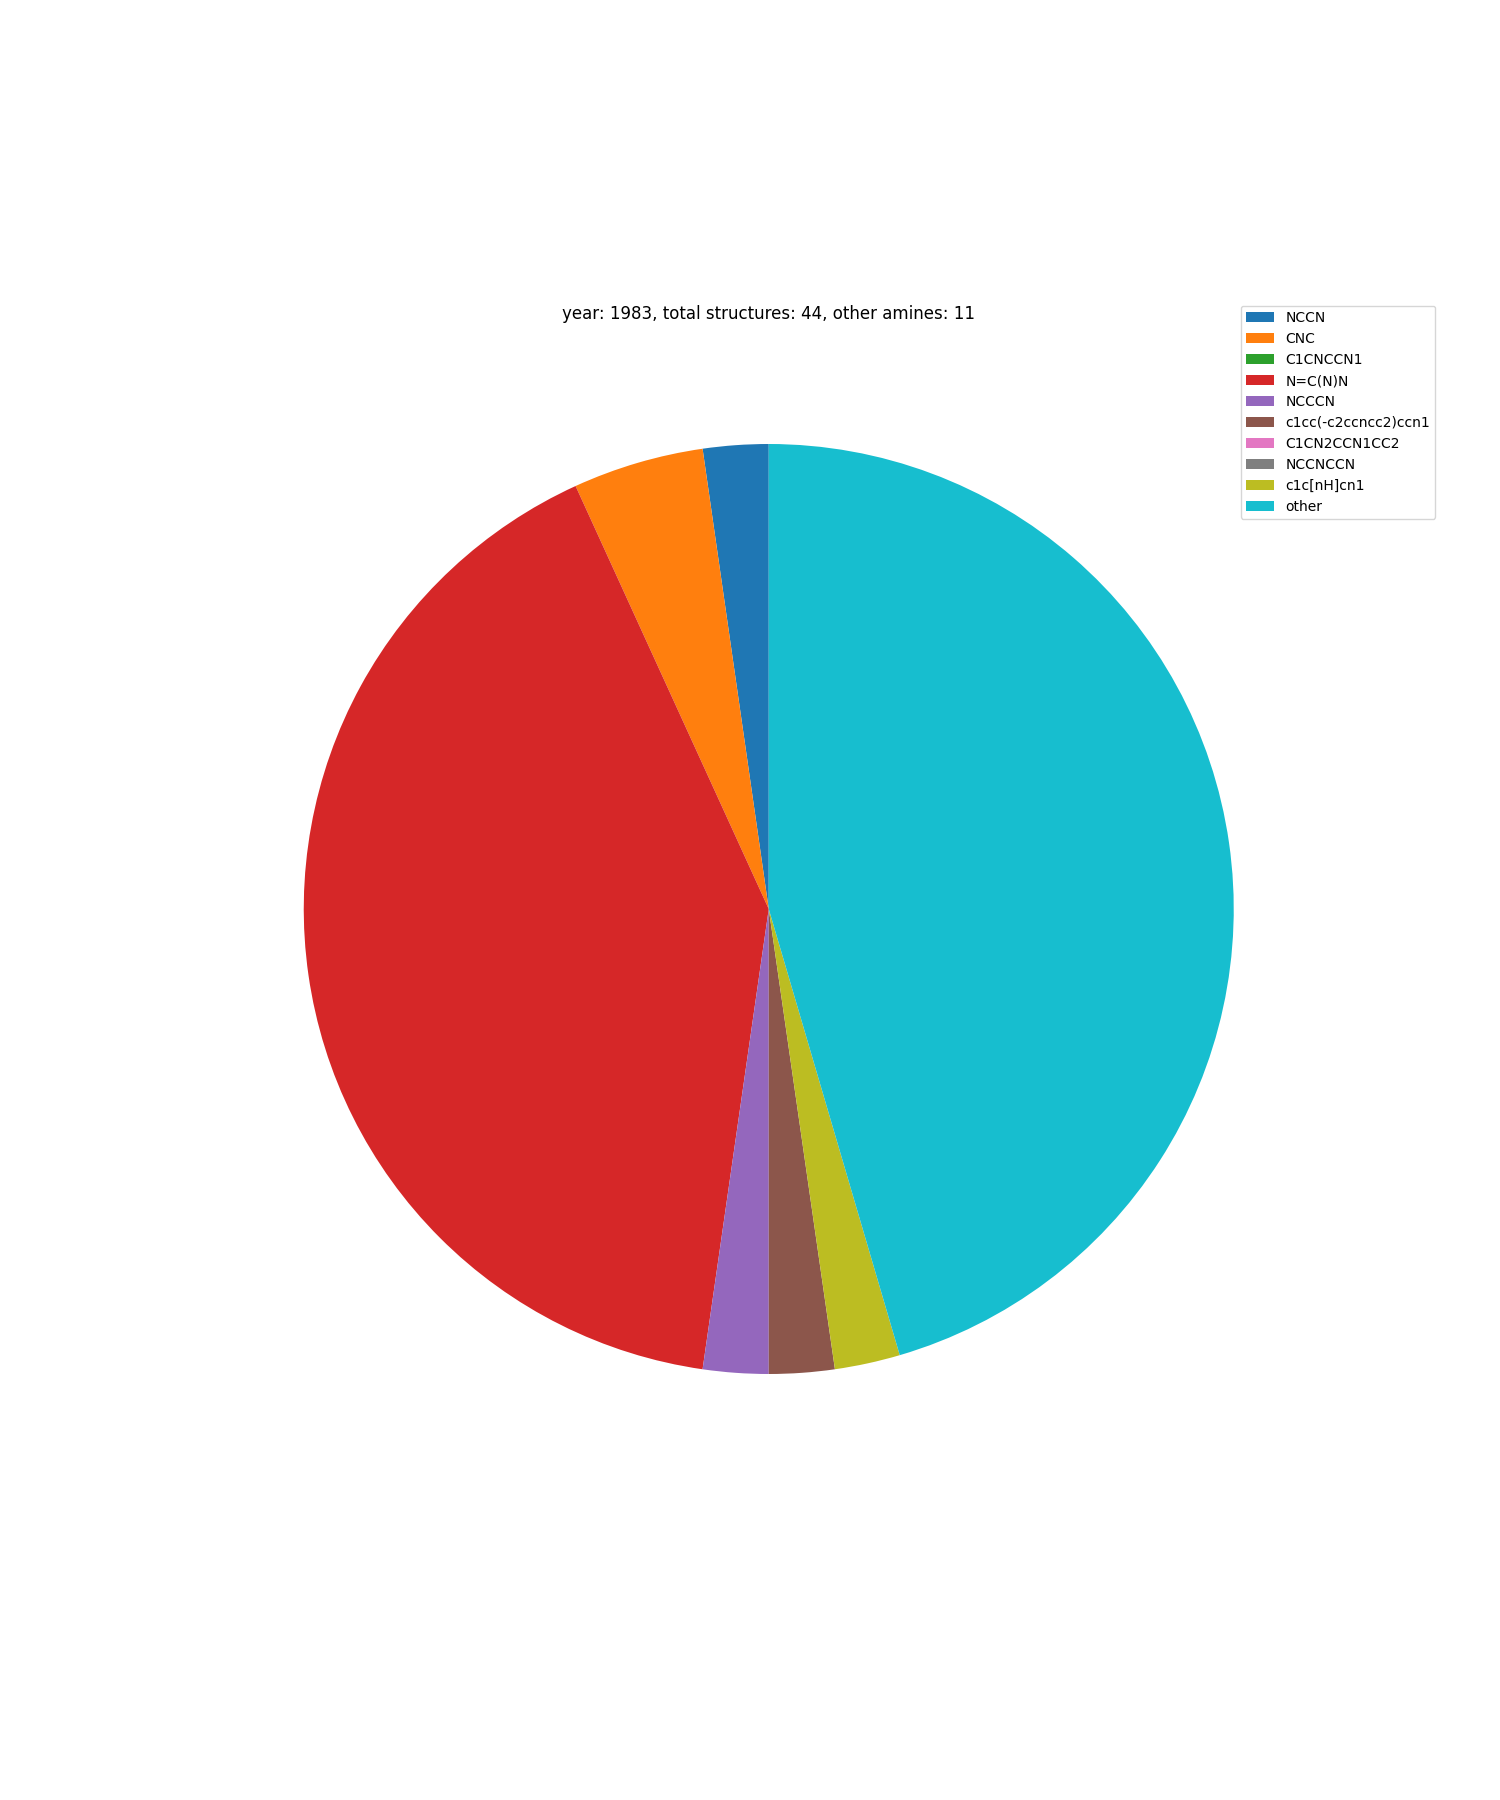 year: 1983, total structures: 44, other amines: 11
NCCN
CNC
C1CNCCN1
N=C(N)N
NCCCN
c1cc(-c2ccncc2)ccn1
C1CN2CCN1CC2
NCCNCCN
c1c[nH]cn1
other